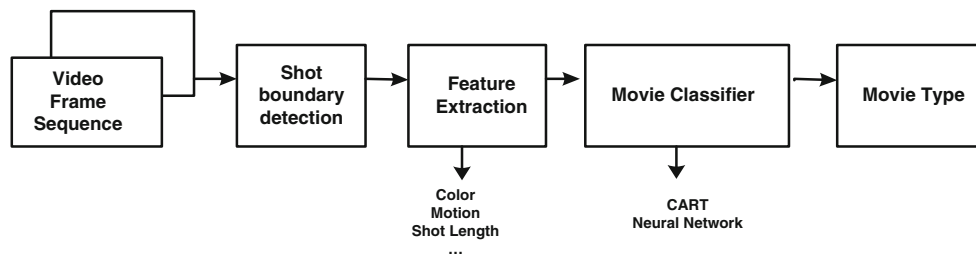 Video
Frame
Sequence
Shot
boundary
detection
Feature
Extraction
Movie Classifier
Movie Type
Color
Motion
Shot Length
...
CART
Neural Network